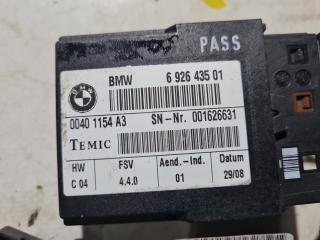 PASS
BMW 6 926 435 01
0040 1154 A3 SN-Nr. 001626631
TEMIC
HW FSV Aend.-Ind. Datum
C 04 4.4.0 01 29/08